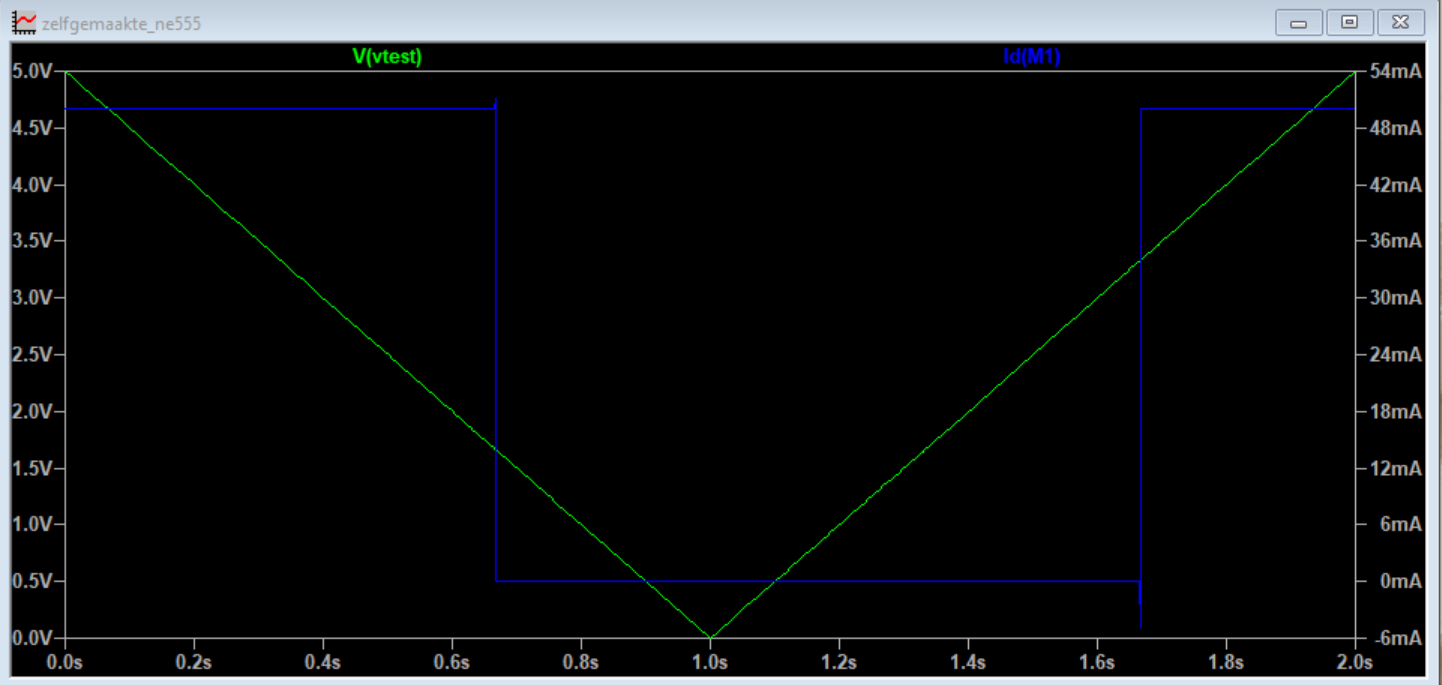 zelfgemaakte_ne555
V(vtest) Id(M1)
5.0V 54mA
4.5V 48mA
4.0V 42mA
3.5V 36mA
3.0V 30mA
2.5V 24mA
2.0V 18mA
1.5V 12mA
1.0V 6mA
0.5V 0mA
0.0V -6mA
0.0s 0.2s 0.4s 0.6s 0.8s 1.0s 1.2s 1.4s 1.6s 1.8s 2.0s